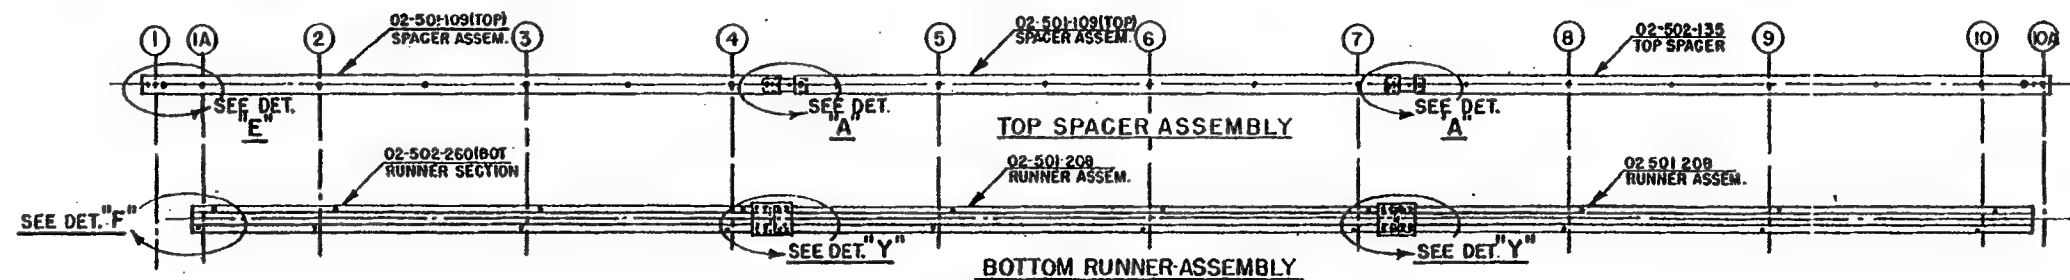 1 1A 2 3 4 5 6 7 8 9 10 10A
02-501-109(TOP)
SPACER ASSEM.
02-501-109(TOP)
SPACER ASSEM.
02-502-135
TOP SPACER
SEE DET.
"E"
SEE DET.
"A"
SEE DET.
"A"
TOP SPACER ASSEMBLY
02-502-260(BOT
RUNNER SECTION
02-501-208
RUNNER ASSEM.
02 501 208
RUNNER ASSEM.
SEE DET."F"
SEE DET."Y"
SEE DET."Y"
BOTTOM RUNNER-ASSEMBLY